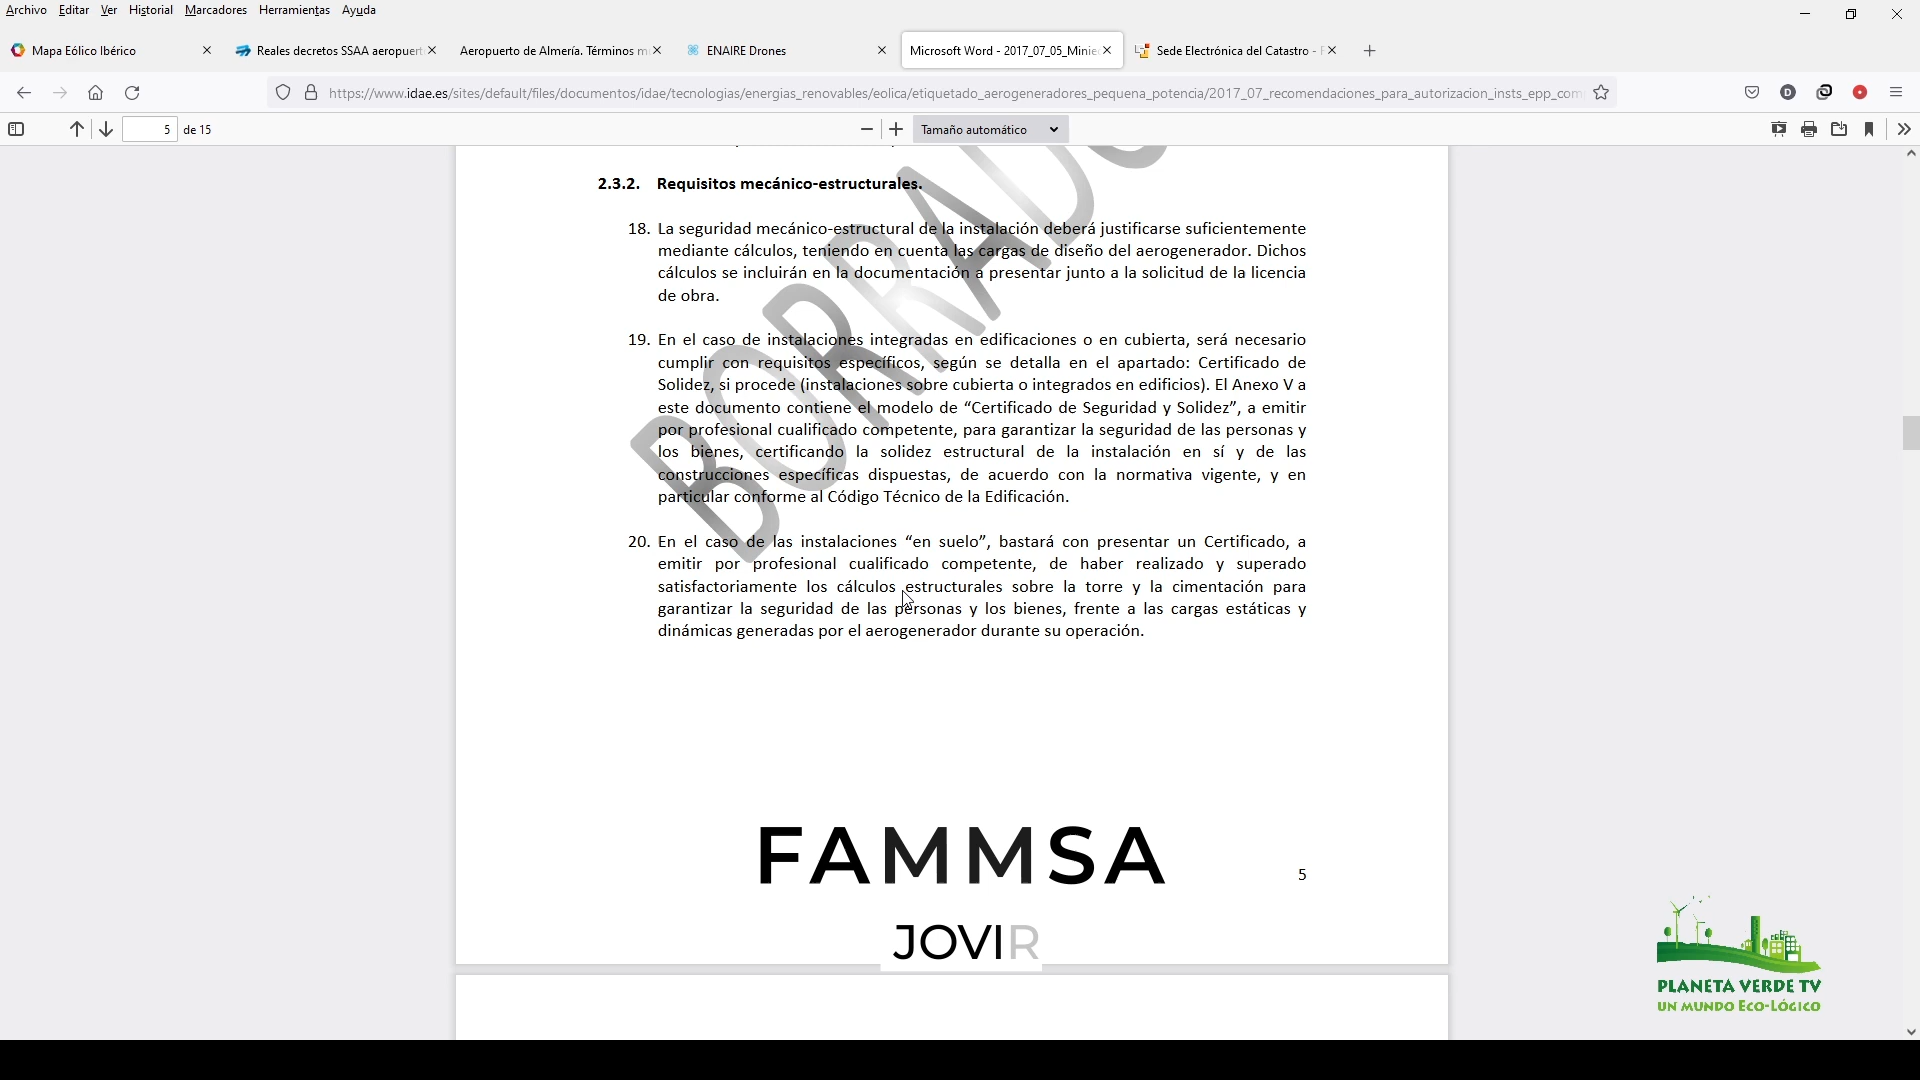 Archivo Editar Ver Historial Marcadores Herramientas Ayuda
Mapa Eólico Ibérico
Reales decretos SSAA aeropuert
Aeropuerto de Almería. Términos m
ENAIRE Drones
Microsoft Word - 2017_07_05_Minie
Sede Electrónica del Catastro -
https://www.idae.es/sites/default/files/documentos/idae/tecnologias/energias_renovables/eolica/etiquetado_aerogeneradores_pequena_potencia/2017_07_recomendaciones_para_autorizacion_insts_epp_com
5 de 15
Tamaño automático
BORRADO
2.3.2. Requisitos mecánico-estructurales.
18. La seguridad mecánico-estructural de la instalación deberá justificarse suficientemente
mediante cálculos, teniendo en cuenta las cargas de diseño del aerogenerador. Dichos
cálculos se incluirán en la documentación a presentar junto a la solicitud de la licencia
de obra.
19. En el caso de instalaciones integradas en edificaciones o en cubierta, será necesario
cumplir con requisitos específicos, según se detalla en el apartado: Certificado de
Solidez, si procede (instalaciones sobre cubierta o integrados en edificios). El Anexo V a
este documento contiene el modelo de “Certificado de Seguridad y Solidez”, a emitir
por profesional cualificado competente, para garantizar la seguridad de las personas y
los bienes, certificando la solidez estructural de la instalación en sí y de las
construcciones específicas dispuestas, de acuerdo con la normativa vigente, y en
particular conforme al Código Técnico de la Edificación.
20. En el caso de las instalaciones “en suelo”, bastará con presentar un Certificado, a
emitir por profesional cualificado competente, de haber realizado y superado
satisfactoriamente los cálculos estructurales sobre la torre y la cimentación para
garantizar la seguridad de las personas y los bienes, frente a las cargas estáticas y
dinámicas generadas por el aerogenerador durante su operación.
FAMMSA
5
JOVIR
PLANETA VERDE TV
UN MUNDO ECO-LÓGICO